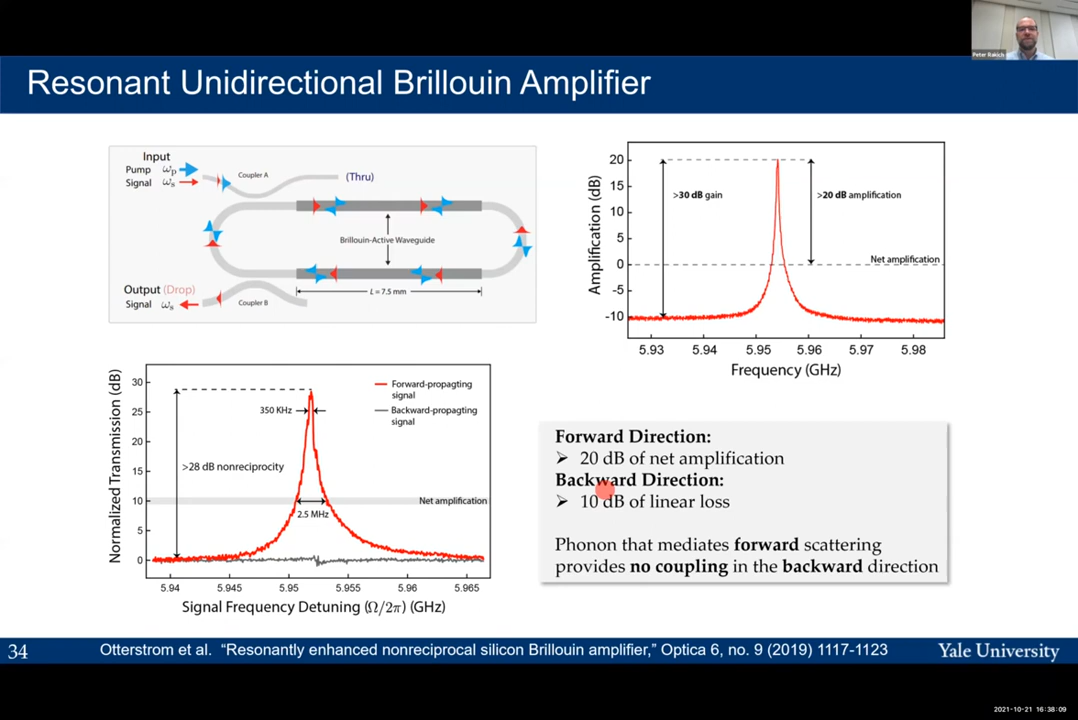 Peter Rakich
Resonant Unidirectional Brillouin Amplifier
Input
Pump ωp
Signal ωs
Coupler A
(Thru)
Brillouin-Active Waveguide
L = 7.5 mm
Output (Drop)
Signal ωs
Coupler B
Amplification (dB)
20
15
10
5
0
-10
>30 dB gain
>20 dB amplification
Net amplification
5.93 5.94 5.95 5.96 5.97 5.98
Frequency (GHz)
Normalized Transmission (dB)
30
25
20
15
10
5
0
350 KHz
Forward-propagting
signal
Backward-propagting
signal
>28 dB nonreciprocity
Net amplification
2.5 MHz
5.94 5.945 5.95 5.955 5.96 5.965
Signal Frequency Detuning (Ω/2π) (GHz)
Forward Direction:
➢ 20 dB of net amplification
Backward Direction:
➢ 10 dB of linear loss
Phonon that mediates forward scattering
provides no coupling in the backward direction
34
Otterstrom et al. “Resonantly enhanced nonreciprocal silicon Brillouin amplifier,” Optica 6, no. 9 (2019) 1117-1123
Yale University
2021-10-21 16:38:09